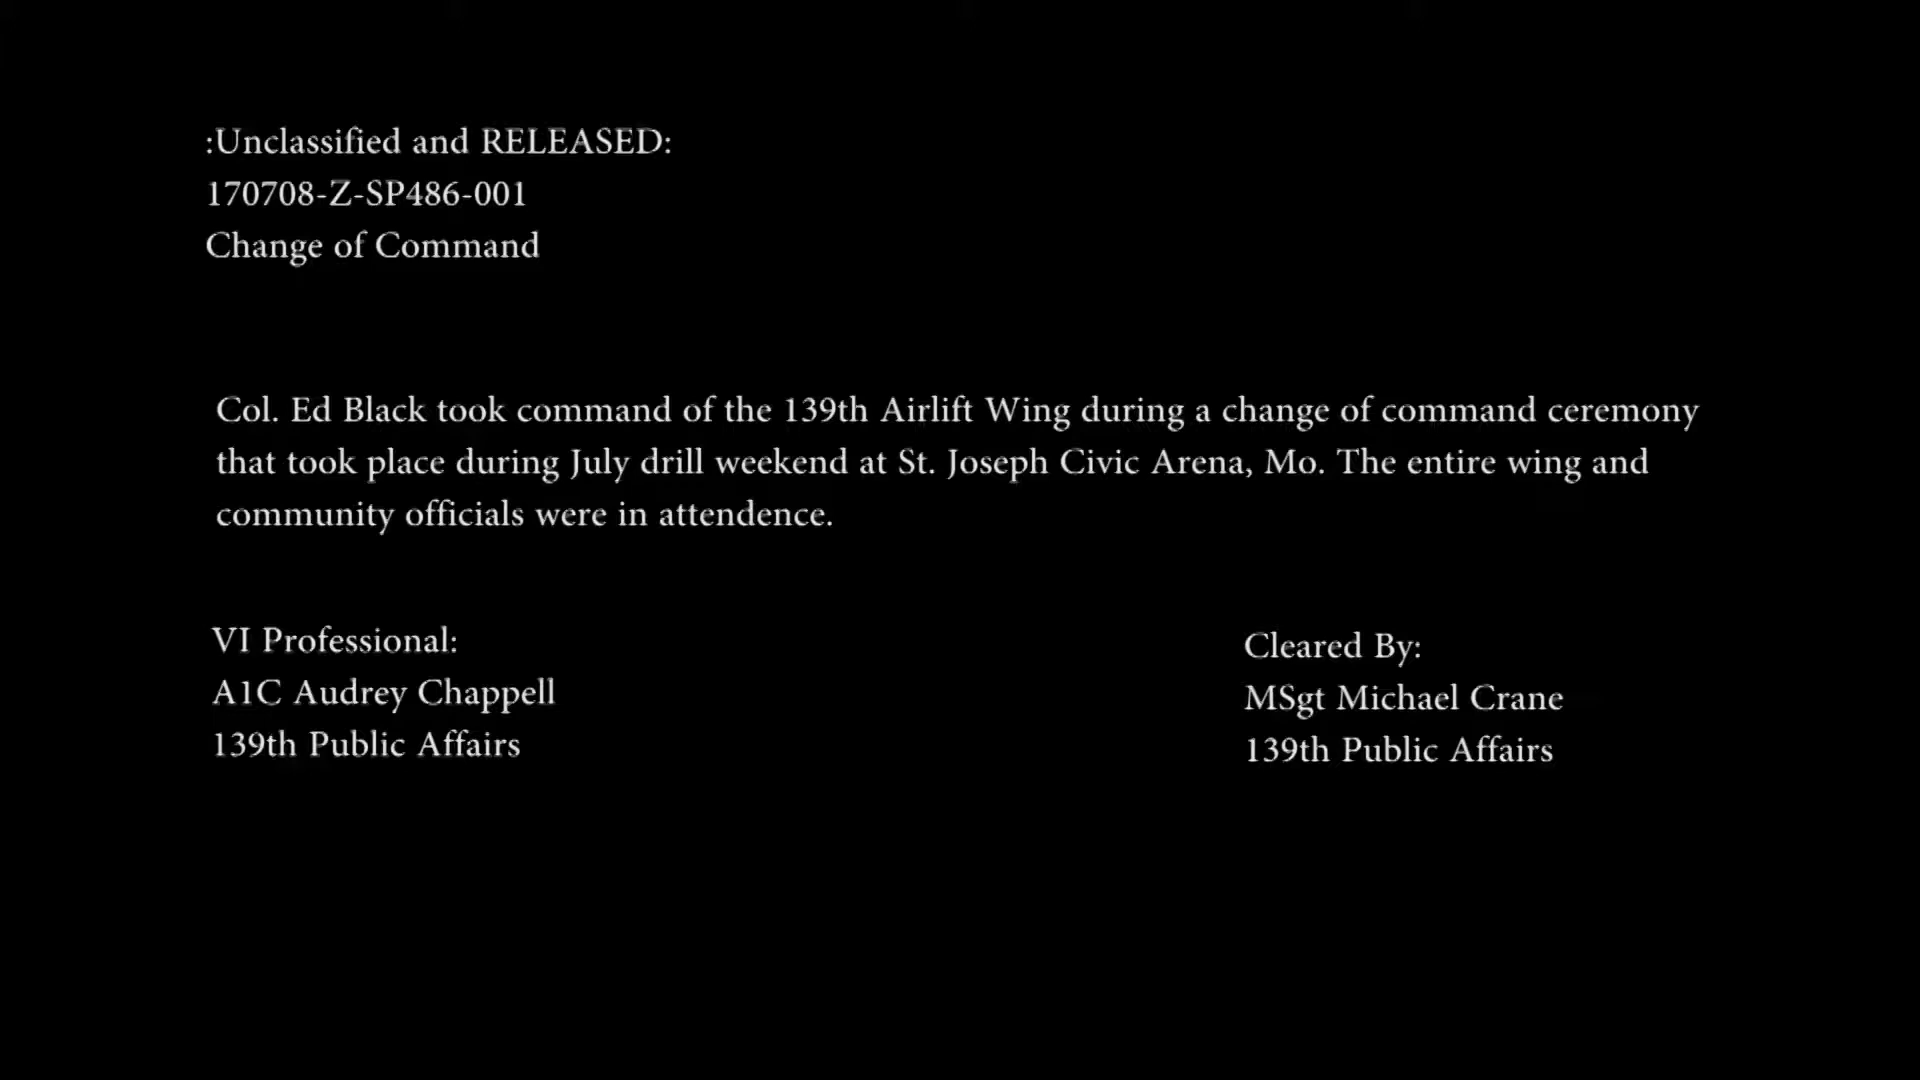 :Unclassified and RELEASED:
170708-Z-SP486-001
Change of Command
Col. Ed Black took command of the 139th Airlift Wing during a change of command ceremony
that took place during July drill weekend at St. Joseph Civic Arena, Mo. The entire wing and
community officials were in attendence.
VI Professional:
A1C Audrey Chappell
139th Public Affairs
Cleared By:
MSgt Michael Crane
139th Public Affairs